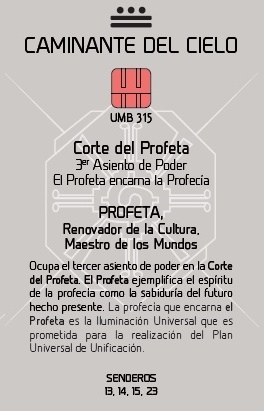 CAMINANTE DEL CIELO
UMB 315
Corte del Profeta
3er Asiento de Poder
El Profeta encarna la Profecía
PROFETA,
Renovador de la Cultura,
Maestro de los Mundos
Ocupa el tercer asiento de poder en la Corte
del Profeta. El Profeta ejemplifica el espíritu
de la profecía como la sabiduría del futuro
hecho presente. La profecía que encarna el
Profeta es la Iluminación Universal que es
prometida para la realización del Plan
Universal de Unificación.
SENDEROS
13, 14, 15, 23